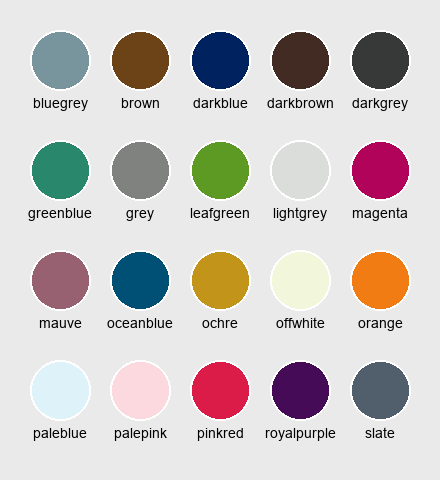 bluegrey brown darkblue darkbrown darkgrey
greenblue grey leafgreen lightgrey magenta
mauve oceanblue ochre offwhite orange
paleblue palepink pinkred royalpurple slate